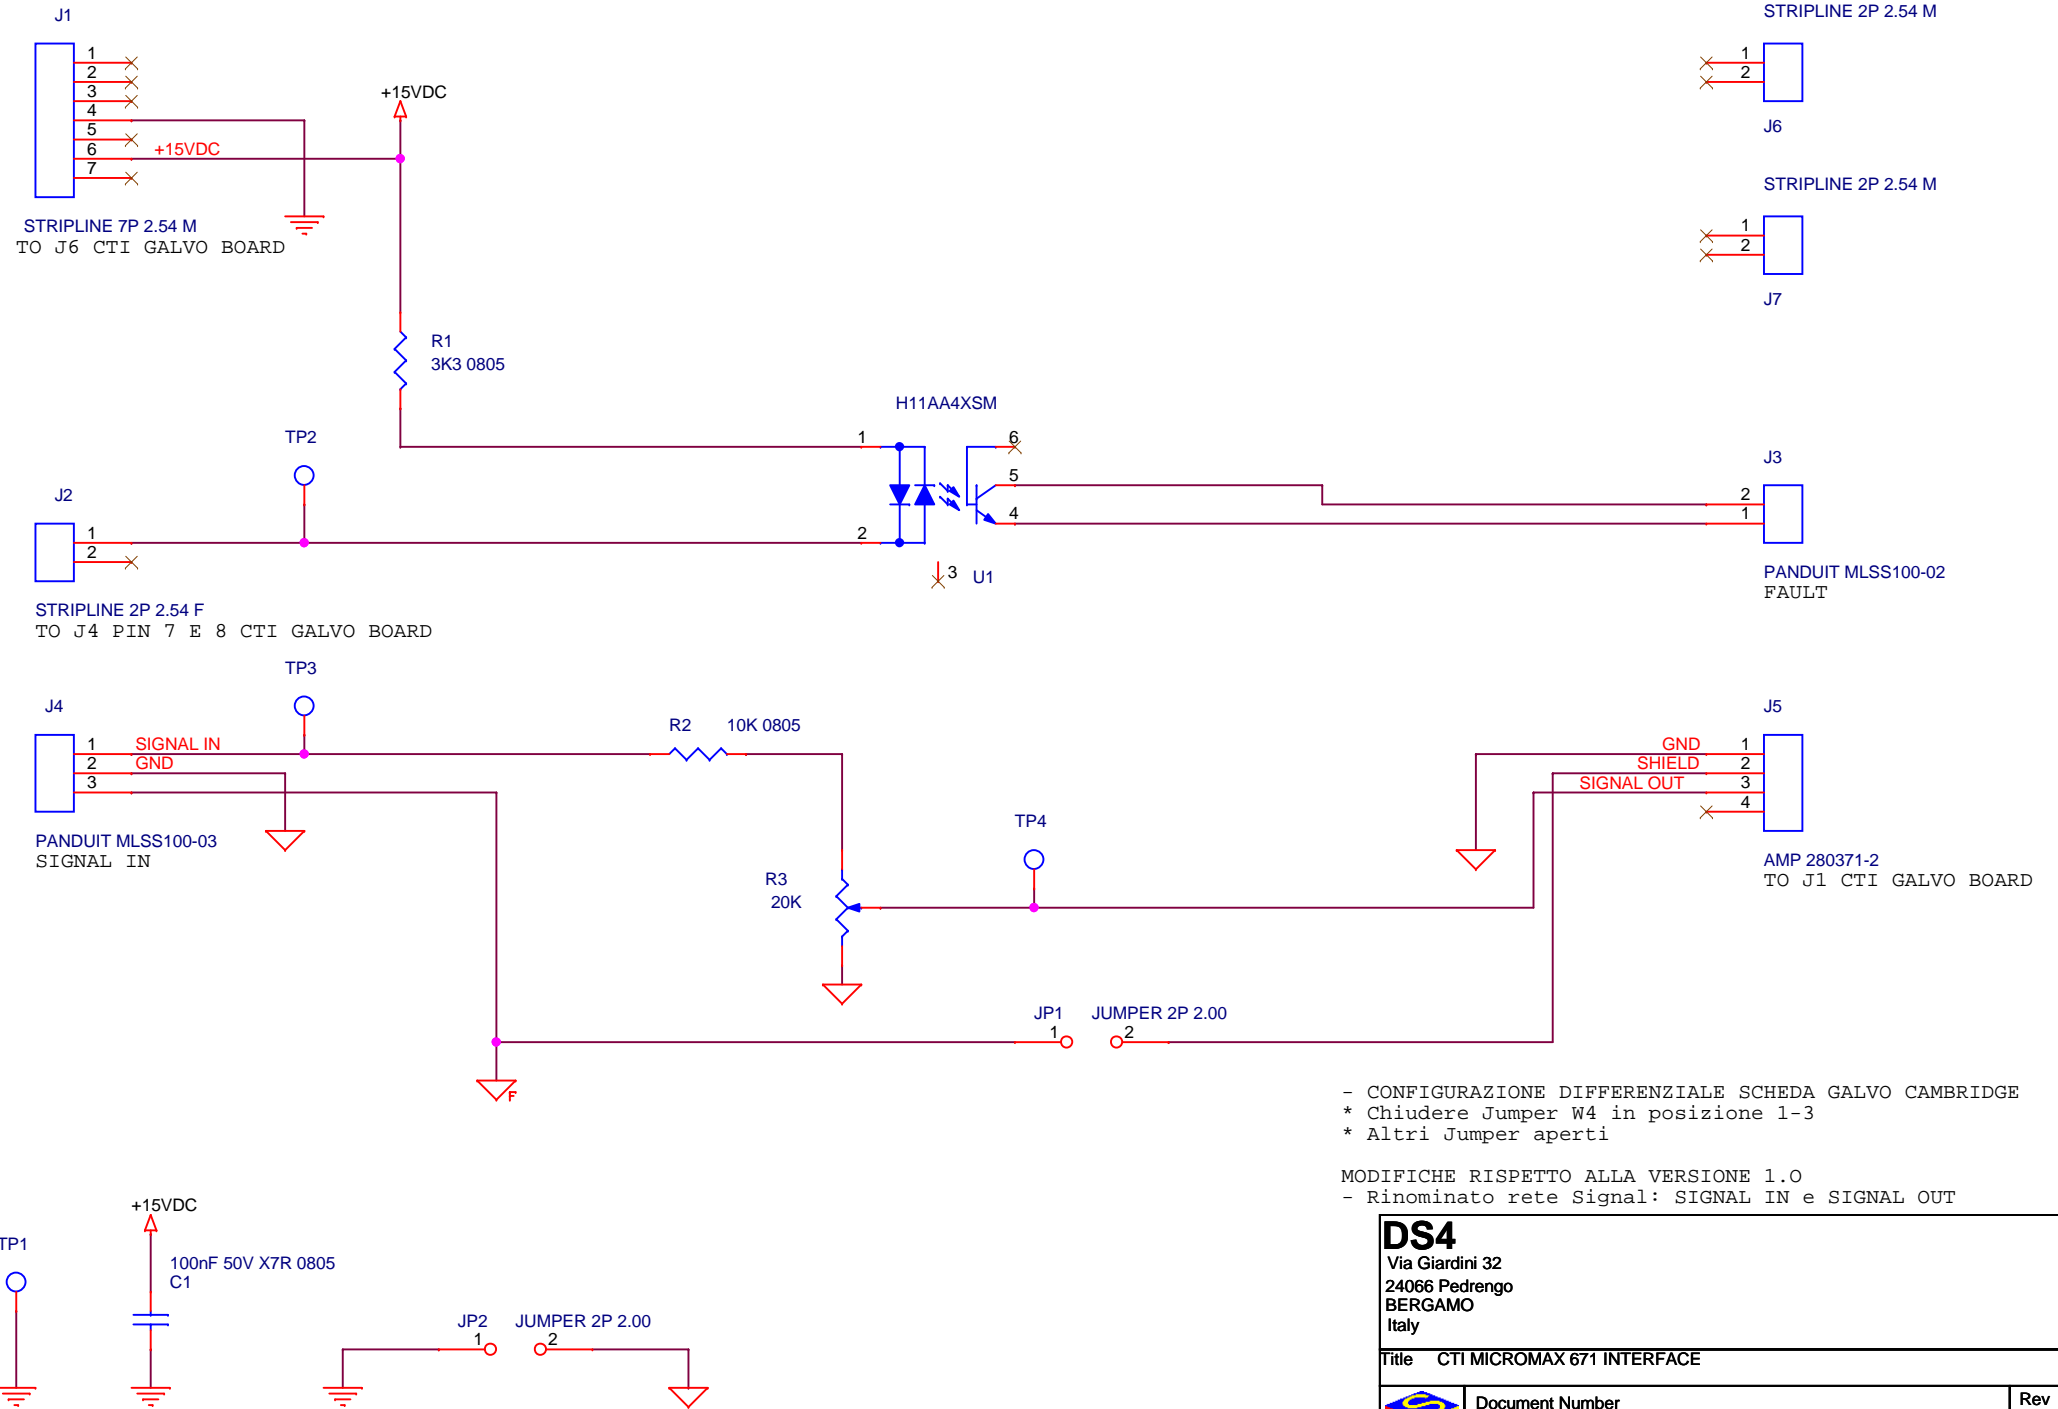 J1
1
2
3
4
5
6
7
+15VDC
STRIPLINE 7P 2.54 M
TO J6 CTI GALVO BOARD
+15VDC
R1
3K3 0805
STRIPLINE 2P 2.54 M
1
2
J6
STRIPLINE 2P 2.54 M
1
2
J7
TP2
J2
1
2
STRIPLINE 2P 2.54 F
TO J4 PIN 7 E 8 CTI GALVO BOARD
H11AA4XSM
1
2
6
5
4
3
U1
J3
2
1
PANDUIT MLSS100-02
FAULT
TP3
J4
1
2
3
SIGNAL IN
GND
PANDUIT MLSS100-03
SIGNAL IN
R2
10K 0805
R3
20K
TP4
J5
GND
SHIELD
SIGNAL OUT
1
2
3
4
AMP 280371-2
TO J1 CTI GALVO BOARD
JP1
JUMPER 2P 2.00
1
2
F
- CONFIGURAZIONE DIFFERENZIALE SCHEDA GALVO CAMBRIDGE
* Chiudere Jumper W4 in posizione 1-3
* Altri Jumper aperti
MODIFICHE RISPETTO ALLA VERSIONE 1.O
- Rinominato rete Signal: SIGNAL IN e SIGNAL OUT
TP1
+15VDC
100nF 50V X7R 0805
C1
JP2
JUMPER 2P 2.00
1
2
DS4
Via Giardini 32
24066 Pedrengo
BERGAMO
Italy
Title CTI MICROMAX 671 INTERFACE
Document Number
Rev